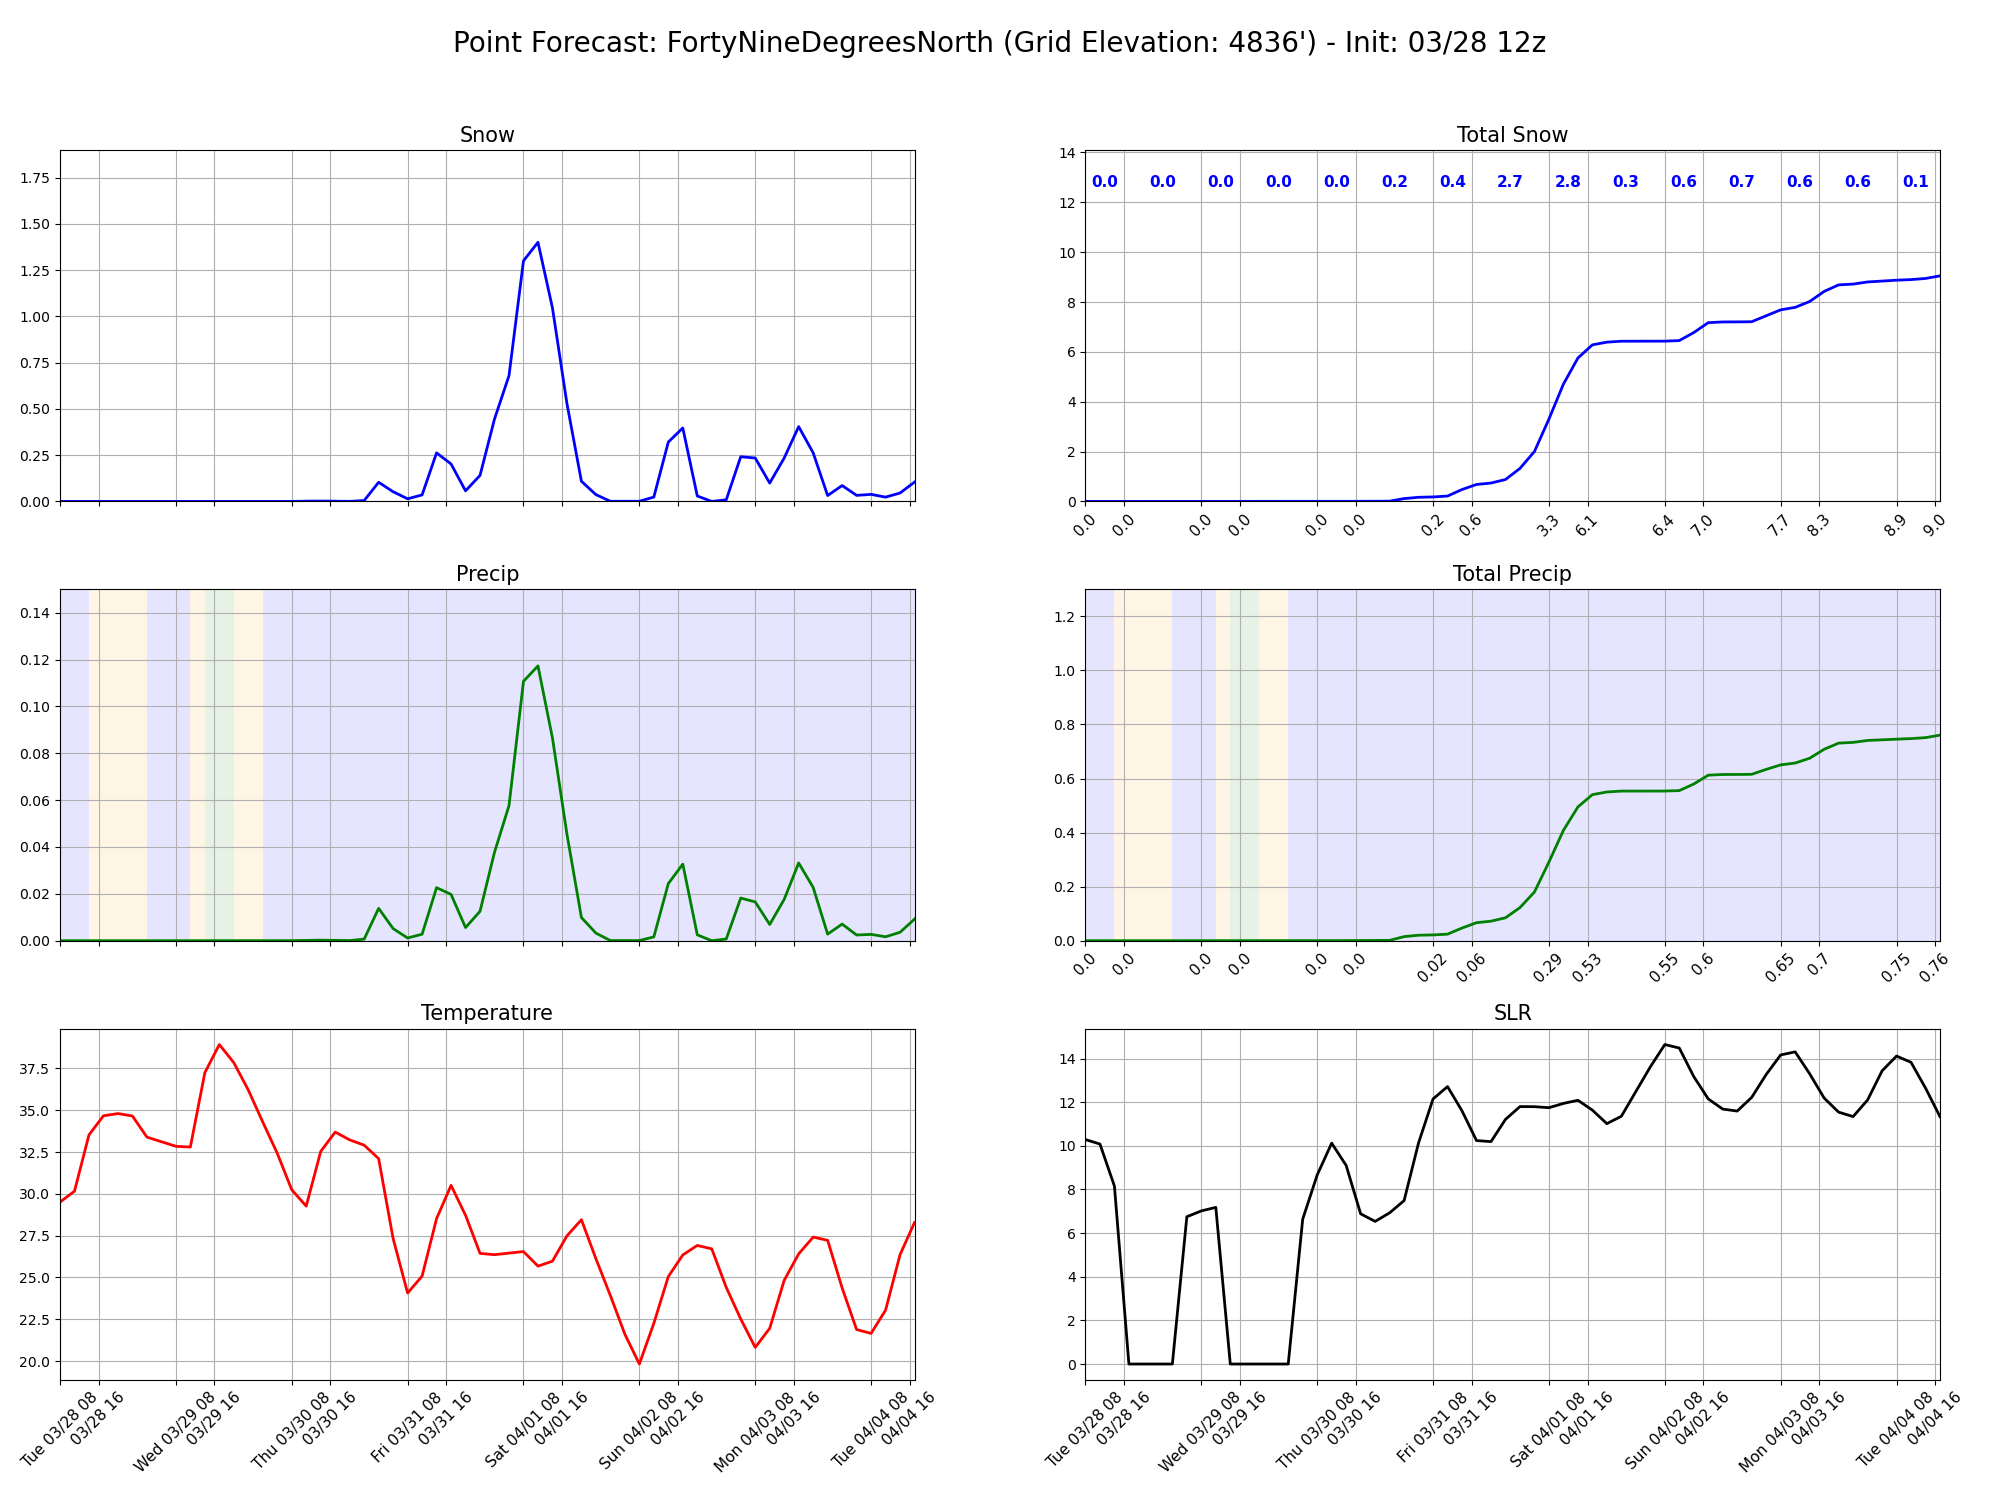 Point Forecast: FortyNineDegreesNorth (Grid Elevation: 4836') - Init: 03/28 12z
Snow
1.75
1.50
1.25
1.00
0.75
0.50
0.25
0.00
Total Snow
14
12
10
8
6
4
2
0
0.0 0.0 0.0 0.0 0.0 0.2 0.4 2.7 2.8 0.3 0.6 0.7 0.6 0.6 0.1
0.0 0.0 0.0 0.0 0.0 0.0 0.2 0.6 3.3 6.1 6.4 7.0 7.7 8.3 8.9 9.0
Precip
0.14
0.12
0.10
0.08
0.06
0.04
0.02
0.00
Total Precip
1.2
1.0
0.8
0.6
0.4
0.2
0.0
0.0 0.0 0.0 0.0 0.0 0.0 0.02 0.06 0.29 0.53 0.55 0.6 0.65 0.7 0.75 0.76
Temperature
37.5
35.0
32.5
30.0
27.5
25.0
22.5
20.0
Tue 03/28 08
03/28 16
Wed 03/29 08
03/29 16
Thu 03/30 08
03/30 16
Fri 03/31 08
03/31 16
Sat 04/01 08
04/01 16
Sun 04/02 08
04/02 16
Mon 04/03 08
04/03 16
Tue 04/04 08
04/04 16
SLR
14
12
10
8
6
4
2
0
Tue 03/28 08
03/28 16
Wed 03/29 08
03/29 16
Thu 03/30 08
03/30 16
Fri 03/31 08
03/31 16
Sat 04/01 08
04/01 16
Sun 04/02 08
04/02 16
Mon 04/03 08
04/03 16
Tue 04/04 08
04/04 16